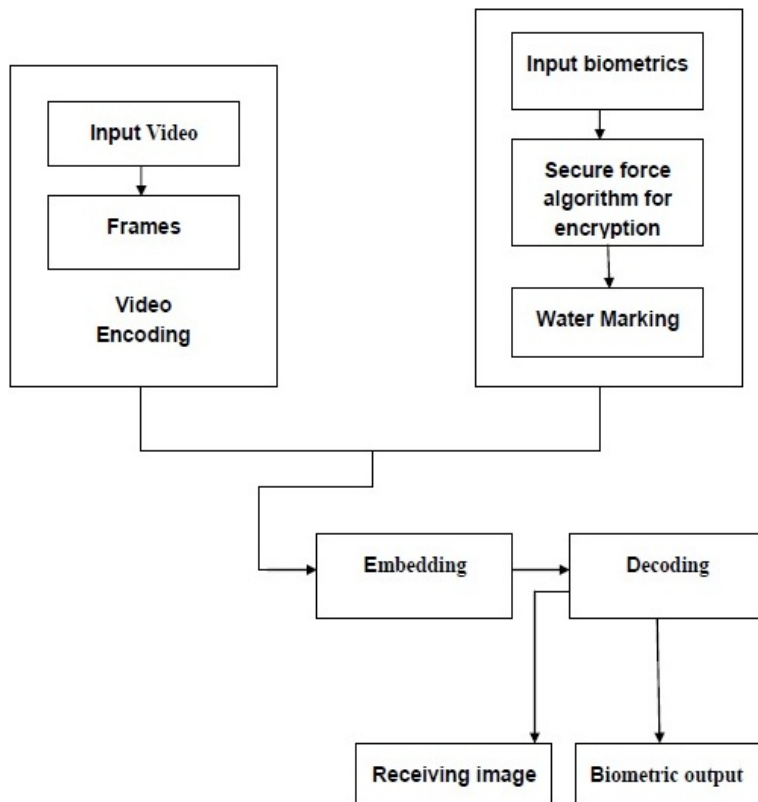 Input Video
Frames
Video
Encoding
Input biometrics
Secure force
algorithm for
encryption
Water Marking
Embedding
Decoding
Receiving image
Biometric output